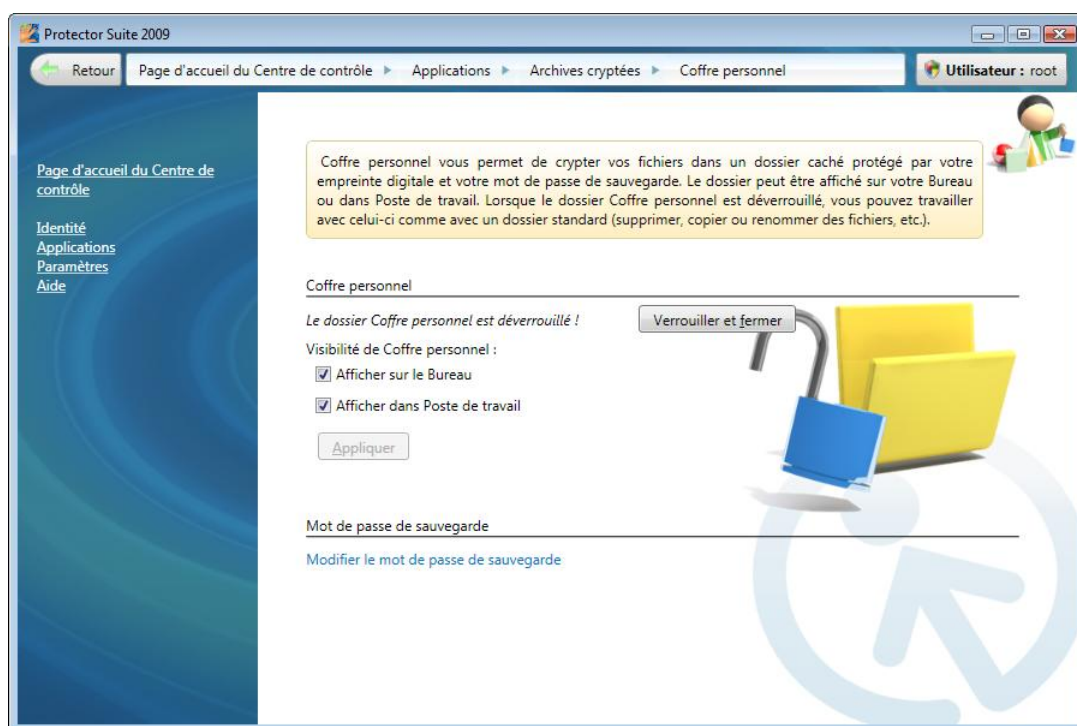 Protector Suite 2009
Retour
Page d'accueil du Centre de contrôle
Applications
Archives cryptées
Coffre personnel
Utilisateur : root
Page d'accueil du Centre de
contrôle
Identité
Applications
Paramètres
Aide
Coffre personnel vous permet de crypter vos fichiers dans un dossier caché protégé par votre
empreinte digitale et votre mot de passe de sauvegarde. Le dossier peut être affiché sur votre Bureau
ou dans Poste de travail. Lorsque le dossier Coffre personnel est déverrouillé, vous pouvez travailler
avec celui-ci comme avec un dossier standard (supprimer, copier ou renommer des fichiers, etc.).
Coffre personnel
Le dossier Coffre personnel est déverrouillé !
Verrouiller et fermer
Visibilité de Coffre personnel :
Afficher sur le Bureau
Afficher dans Poste de travail
Appliquer
Mot de passe de sauvegarde
Modifier le mot de passe de sauvegarde